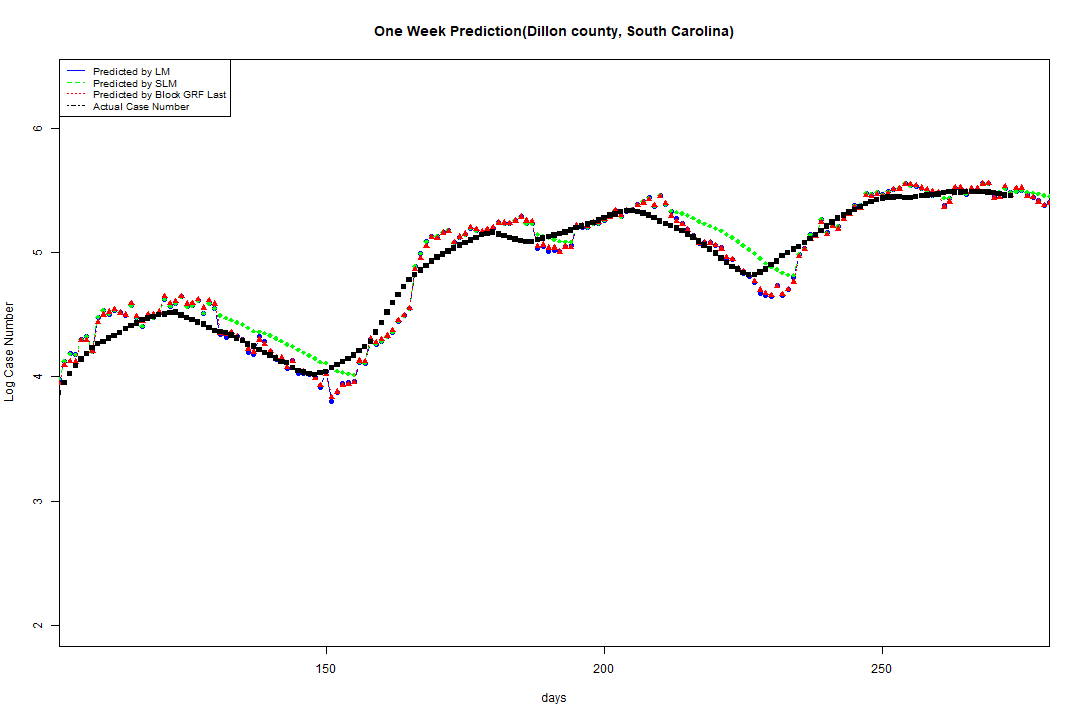 One Week Prediction(Dillon county, South Carolina)
Predicted by LM
Predicted by SLM
Predicted by Block GRF Last
Actual Case Number
6
5
4
3
2
Log Case Number
150
200
250
days